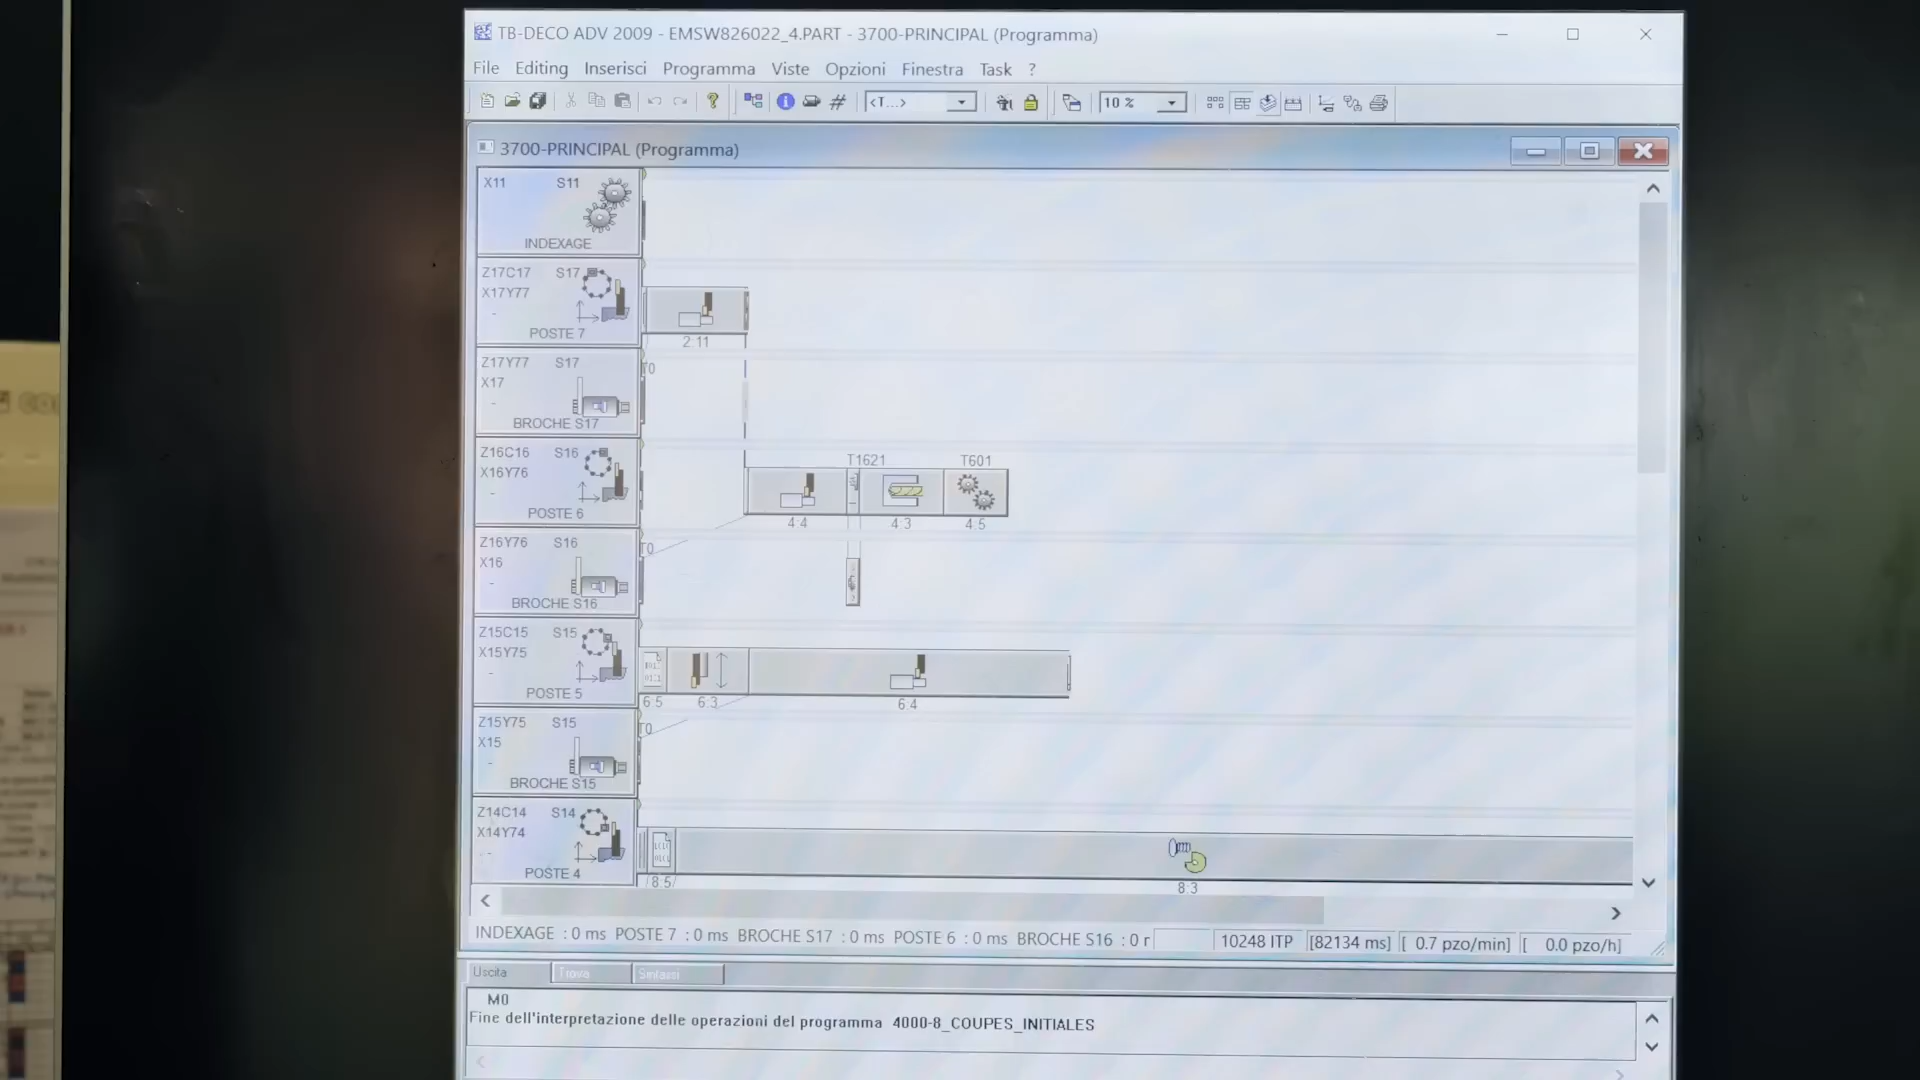 TB-DECO ADV 2009 - EMSW826022_4.PART - 3700-PRINCIPAL (Programma)
File Editing Inserisci Programma Viste Opzioni Finestra Task ?
<T...> 10 %
3700-PRINCIPAL (Programma)
X11 S11
INDEXAGE
Z17C17 S17
X17Y77
-
POSTE 7
2:11
Z17Y77 S17
X17
-
BROCHE S17
T0
Z16C16 S16
X16Y76
-
POSTE 6
T1621 T601
4:4 4:3 4:5
Z16Y76 S16
X16
-
BROCHE S16
T0
Z15C15 S15
X15Y75
-
POSTE 5
6:5 6:3 6:4
Z15Y75 S15
X15
-
BROCHE S15
T0
Z14C14 S14
X14Y74
-
POSTE 4
8:5 8:3
INDEXAGE : 0 ms POSTE 7 : 0 ms BROCHE S17 : 0 ms POSTE 6 : 0 ms BROCHE S16 : 0 r 10248 ITP [82134 ms] [ 0.7 pzo/min] [ 0.0 pzo/h]
Uscita Trova Sintassi
M0
Fine dell'interpretazione delle operazioni del programma 4000-8_COUPES_INITIALES